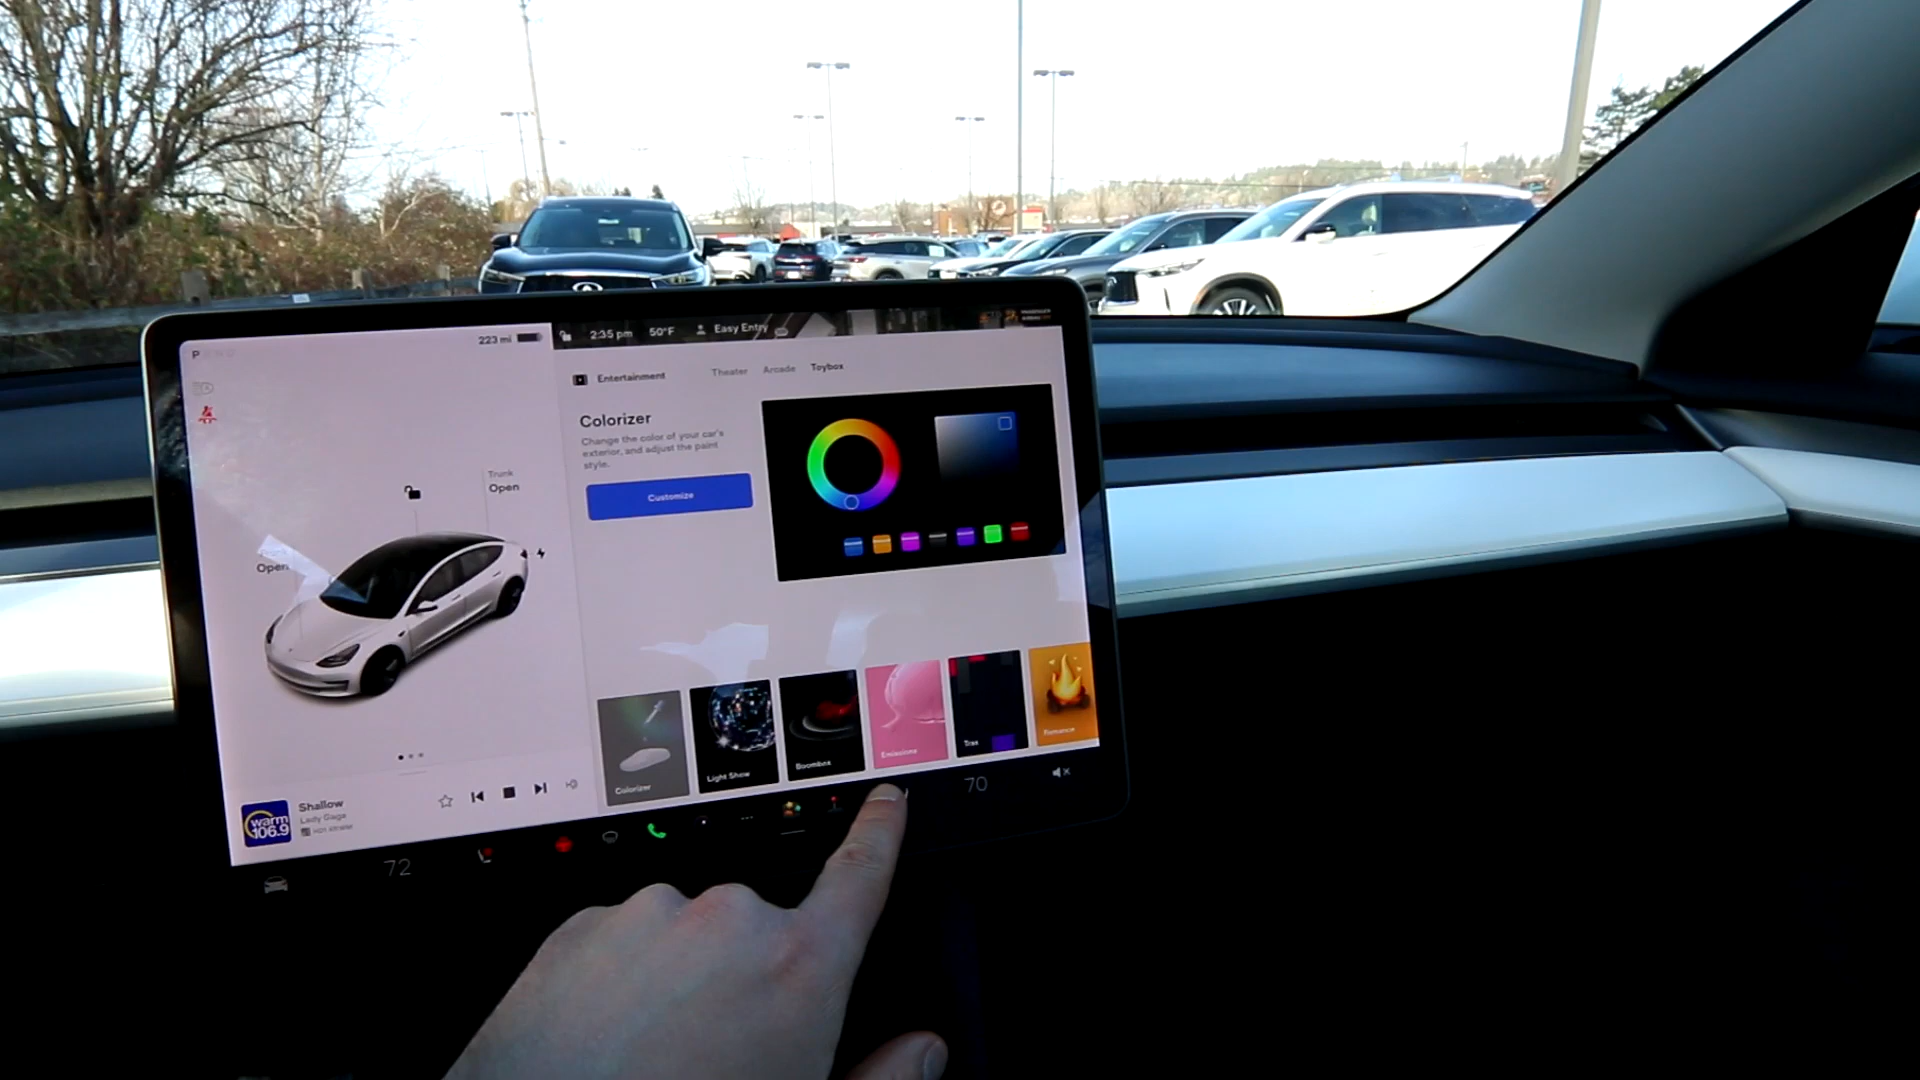 P
223 mi
2:35 pm 50°F Easy Entry
Entertainment Theater Arcade Toybox
Colorizer
Change the color of your car's
exterior, and adjust the paint
style.
Customize
Trunk
Open
Open
Colorizer
Light Show
Boombox
Emissions
Trax
Romance
Shallow
Lady Gaga
warm
106.9
72
70